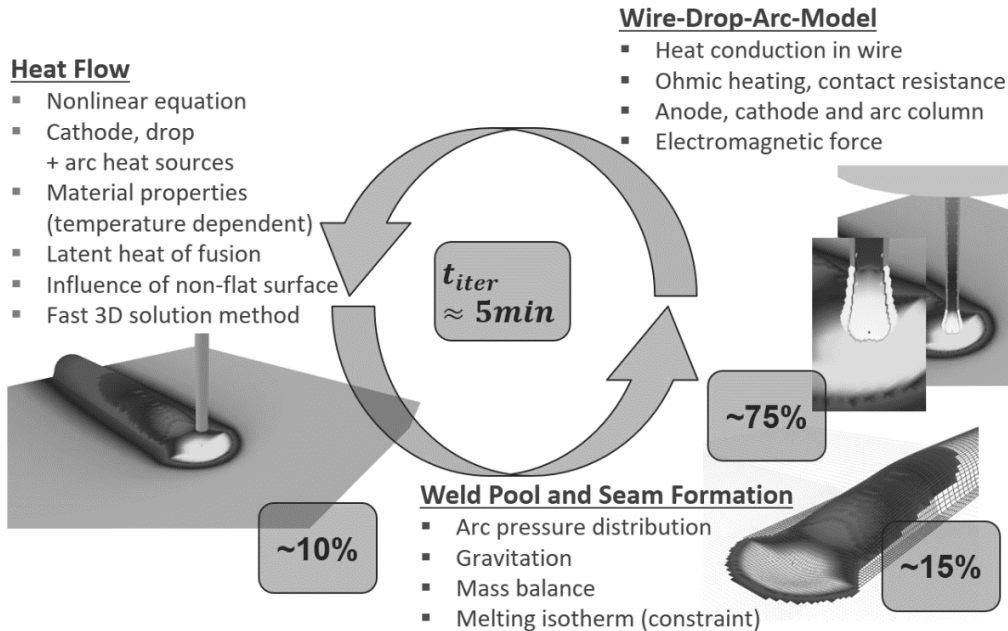 Wire-Drop-Arc-Model
▪ Heat conduction in wire
▪ Ohmic heating, contact resistance
▪ Anode, cathode and arc column
▪ Electromagnetic force
Heat Flow
▪ Nonlinear equation
▪ Cathode, drop
+ arc heat sources
▪ Material properties
(temperature dependent)
▪ Latent heat of fusion
▪ Influence of non-flat surface
▪ Fast 3D solution method
t_iter
≈ 5min
~75%
~10%
Weld Pool and Seam Formation
▪ Arc pressure distribution
▪ Gravitation
▪ Mass balance
▪ Melting isotherm (constraint)
~15%